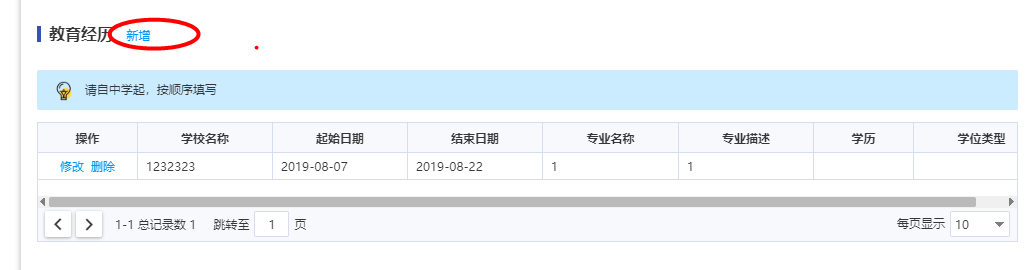 教育经历 新增
请自中学起，按顺序填写
操作 学校名称 起始日期 结束日期 专业名称 专业描述 学历 学位类型
修改 删除 1232323 2019-08-07 2019-08-22 1 1
1-1 总记录数 1 跳转至 1 页 每页显示 10